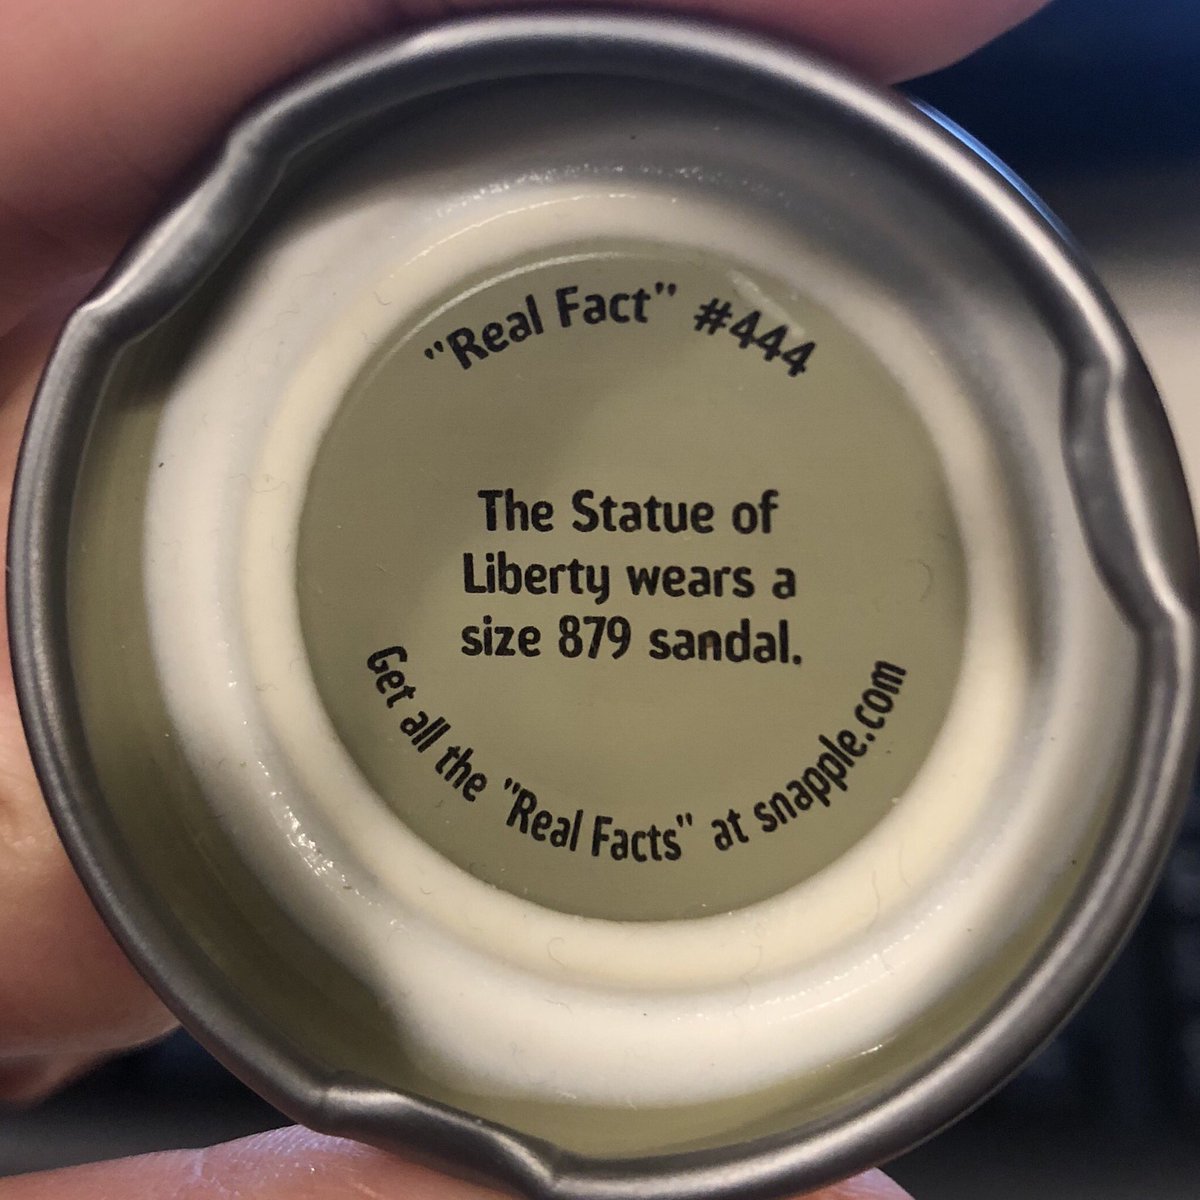 "Real Fact" #444
The Statue of
Liberty wears a
size 879 sandal.
Get all the "Real Facts" at snapple.com